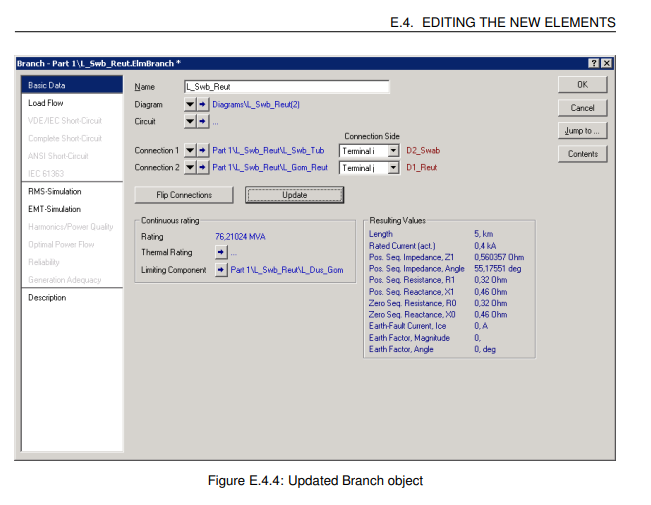 E.4. EDITING THE NEW ELEMENTS
Branch - Part 1\L_Swb_Reut.ElmBranch *
Basic Data
Load Flow
VDE/IEC Short-Circuit
Complete Short-Circuit
ANSI Short-Circuit
IEC 61363
RMS-Simulation
EMT-Simulation
Harmonics/Power Quality
Optimal Power Flow
Reliability
Generation Adequacy
Description
Name L_Swb_Reut
Diagram Diagrams\L_Swb_Reut(2)
Circuit ...
Connection Side
Connection 1 Part 1\L_Swb_Reut\L_Swb_Tub Terminal i D2_Swab
Connection 2 Part 1\L_Swb_Reut\L_Gom_Reut Terminal j D1_Reut
Flip Connections Update
Continuous rating
Rating 76,21024 MVA
Thermal Rating ...
Limiting Component Part 1\L_Swb_Reut\L_Dus_Gom
Resulting Values
Length 5, km
Rated Current (act.) 0,4 kA
Pos. Seq. Impedance, Z1 0,560357 Ohm
Pos. Seq. Impedance, Angle 55,17551 deg
Pos. Seq. Resistance, R1 0,32 Ohm
Pos. Seq. Reactance, X1 0,46 Ohm
Zero Seq. Resistance, R0 0,32 Ohm
Zero Seq. Reactance, X0 0,46 Ohm
Earth-Fault Current, Ice 0, A
Earth Factor, Magnitude 0,
Earth Factor, Angle 0, deg
OK
Cancel
Jump to ...
Contents
Figure E.4.4: Updated Branch object